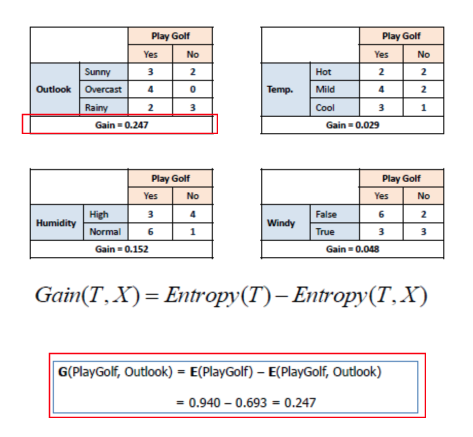 Play Golf
Yes No
Outlook Sunny 3 2
Overcast 4 0
Rainy 2 3
Gain = 0.247
Play Golf
Yes No
Temp. Hot 2 2
Mild 4 2
Cool 3 1
Gain = 0.029
Play Golf
Yes No
Humidity High 3 4
Normal 6 1
Gain = 0.152
Play Golf
Yes No
Windy False 6 2
True 3 3
Gain = 0.048
Gain(T, X) = Entropy(T) – Entropy(T, X)
G(PlayGolf, Outlook) = E(PlayGolf) – E(PlayGolf, Outlook)
= 0.940 – 0.693 = 0.247